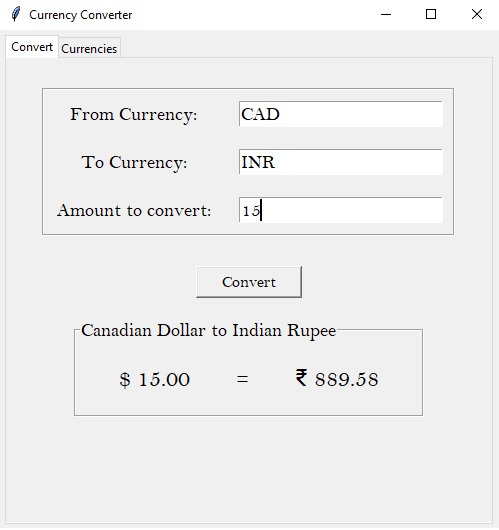 Currency Converter
Convert Currencies
From Currency: CAD
To Currency: INR
Amount to convert: 15
Convert
Canadian Dollar to Indian Rupee
$ 15.00 = ₹ 889.58